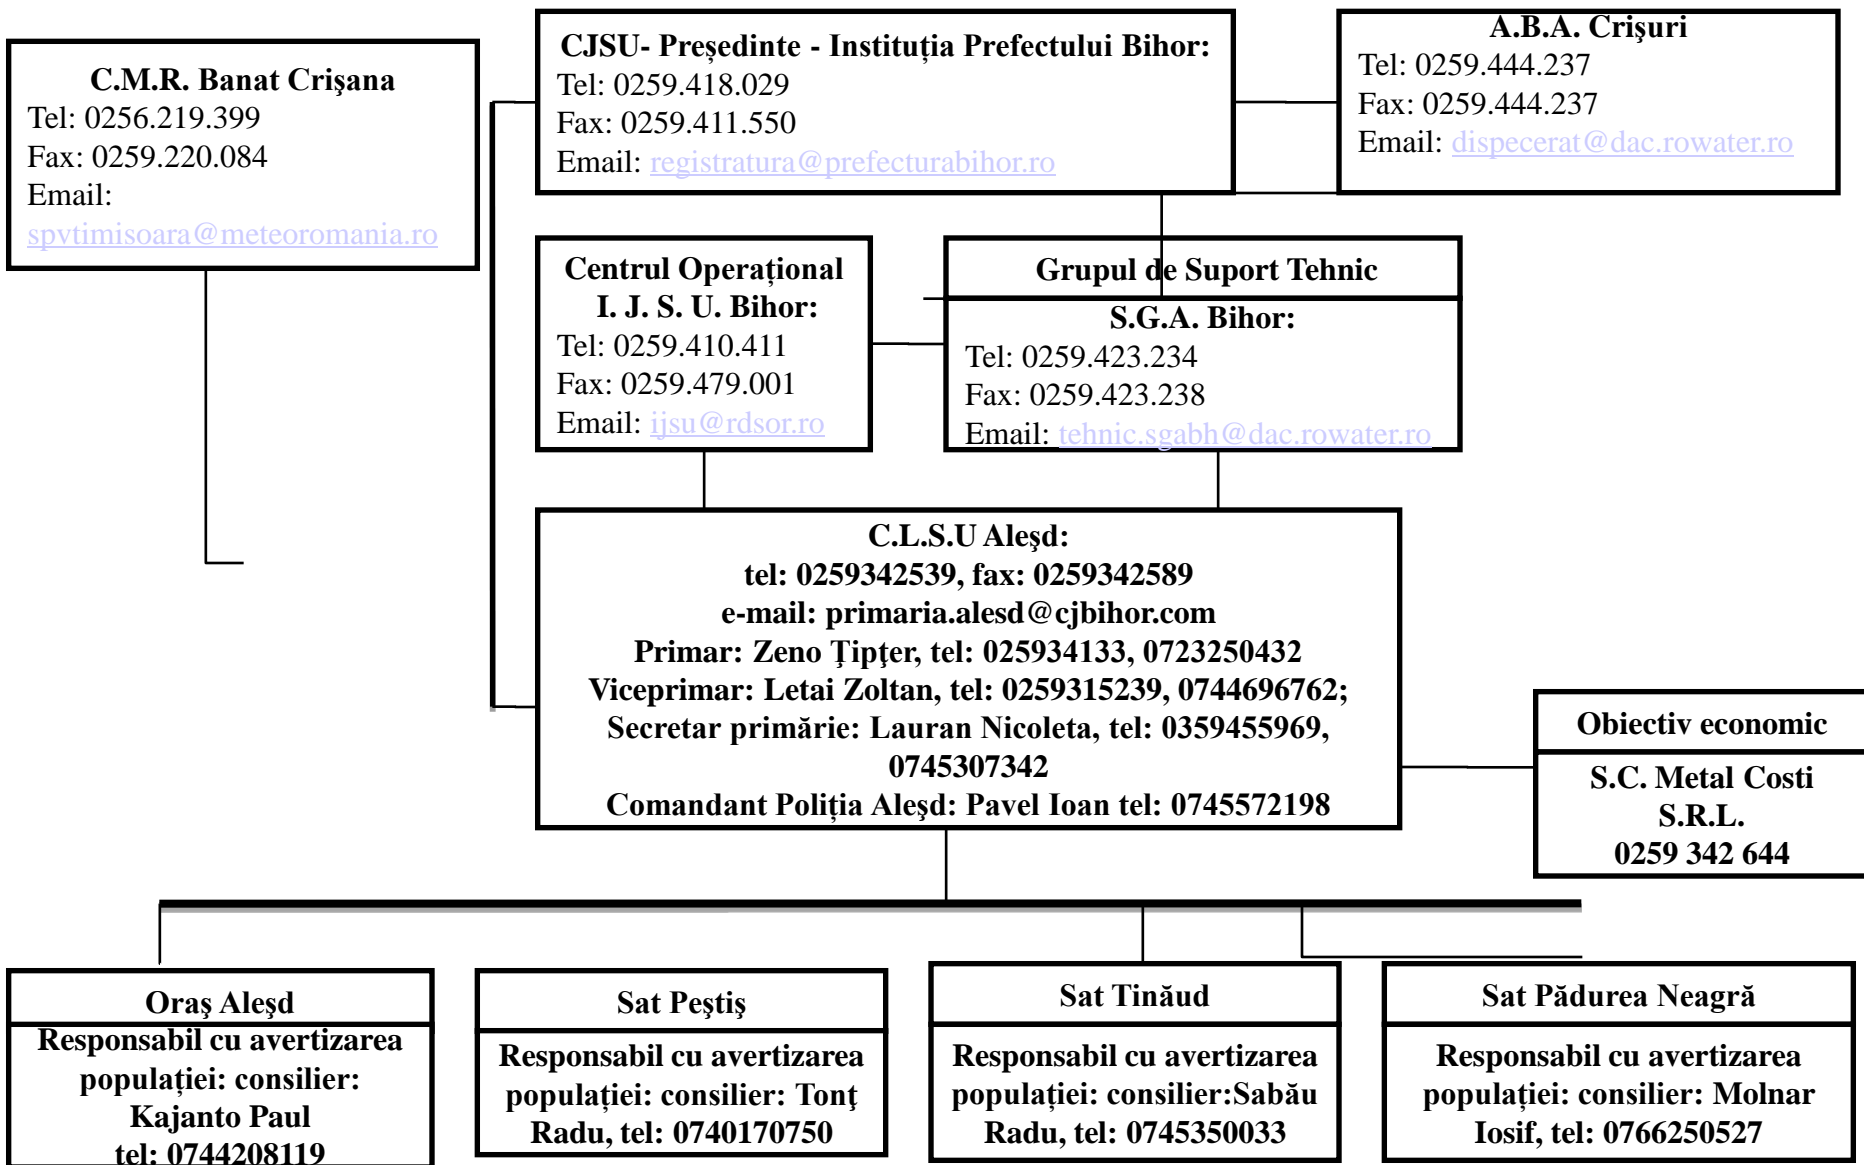 C.M.R. Banat Crişana
Tel: 0256.219.399
Fax: 0259.220.084
Email:
spvtimisoara@meteoromania.ro
CJSU- Președinte - Instituția Prefectului Bihor:
Tel: 0259.418.029
Fax: 0259.411.550
Email: registratura@prefecturabihor.ro
A.B.A. Crişuri
Tel: 0259.444.237
Fax: 0259.444.237
Email: dispecerat@dac.rowater.ro
Centrul Operațional
I. J. S. U. Bihor:
Tel: 0259.410.411
Fax: 0259.479.001
Email: ijsu@rdsor.ro
Grupul de Suport Tehnic
S.G.A. Bihor:
Tel: 0259.423.234
Fax: 0259.423.238
Email: tehnic.sgabh@dac.rowater.ro
C.L.S.U Aleşd:
tel: 0259342539, fax: 0259342589
e-mail: primaria.alesd@cjbihor.com
Primar: Zeno Ţipţer, tel: 025934133, 0723250432
Viceprimar: Letai Zoltan, tel: 0259315239, 0744696762;
Secretar primărie: Lauran Nicoleta, tel: 0359455969,
0745307342
Comandant Poliția Aleşd: Pavel Ioan tel: 0745572198
Obiectiv economic
S.C. Metal Costi
S.R.L.
0259 342 644
Oraş Aleşd
Responsabil cu avertizarea
populației: consilier:
Kajanto Paul
tel: 0744208119
Sat Peştiş
Responsabil cu avertizarea
populației: consilier: Tonţ
Radu, tel: 0740170750
Sat Tinăud
Responsabil cu avertizarea
populației: consilier:Sabău
Radu, tel: 0745350033
Sat Pădurea Neagră
Responsabil cu avertizarea
populației: consilier: Molnar
Iosif, tel: 0766250527